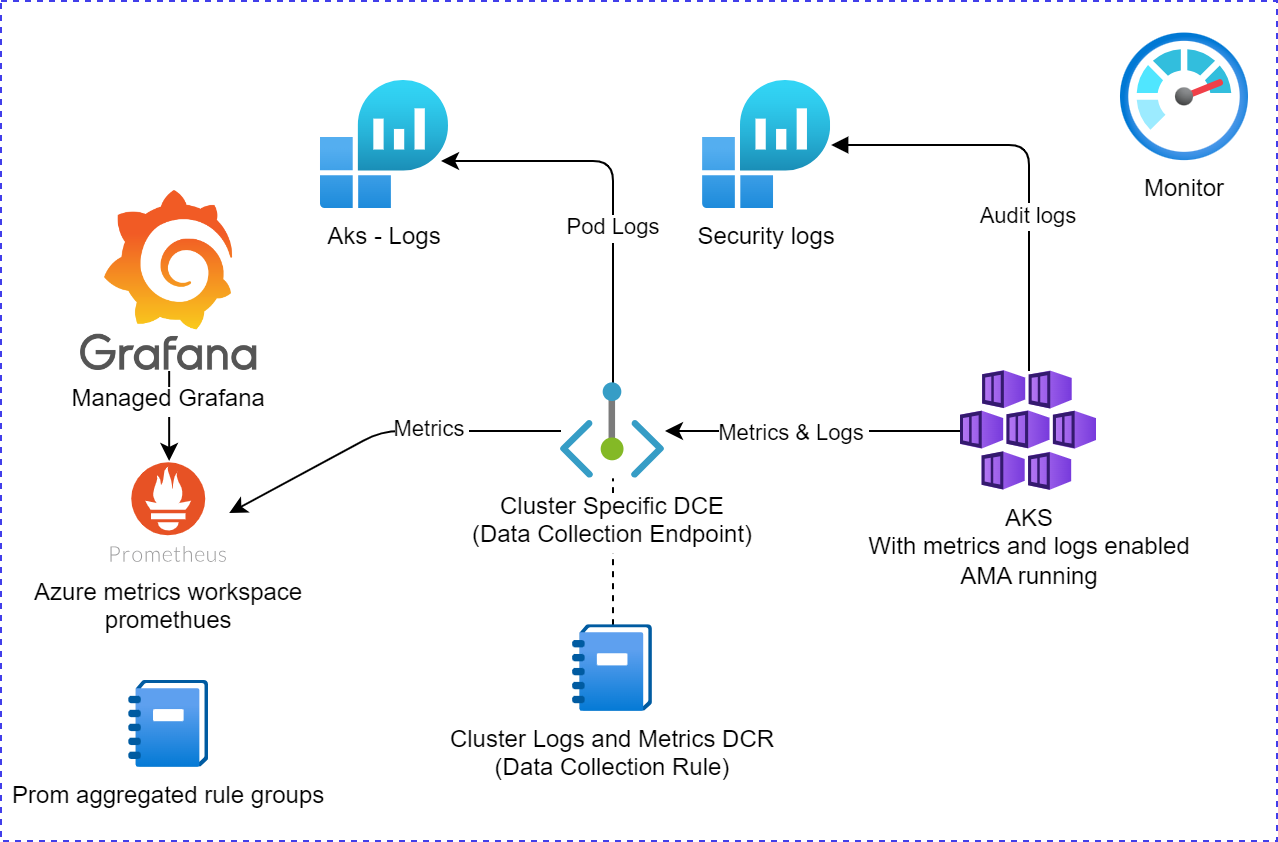 Monitor
Aks - Logs
Pod Logs
Security logs
Audit logs
Grafana
Managed Grafana
Metrics
Metrics & Logs
Cluster Specific DCE
(Data Collection Endpoint)
AKS
With metrics and logs enabled
AMA running
Prometheus
Azure metrics workspace
promethues
Cluster Logs and Metrics DCR
(Data Collection Rule)
Prom aggregated rule groups